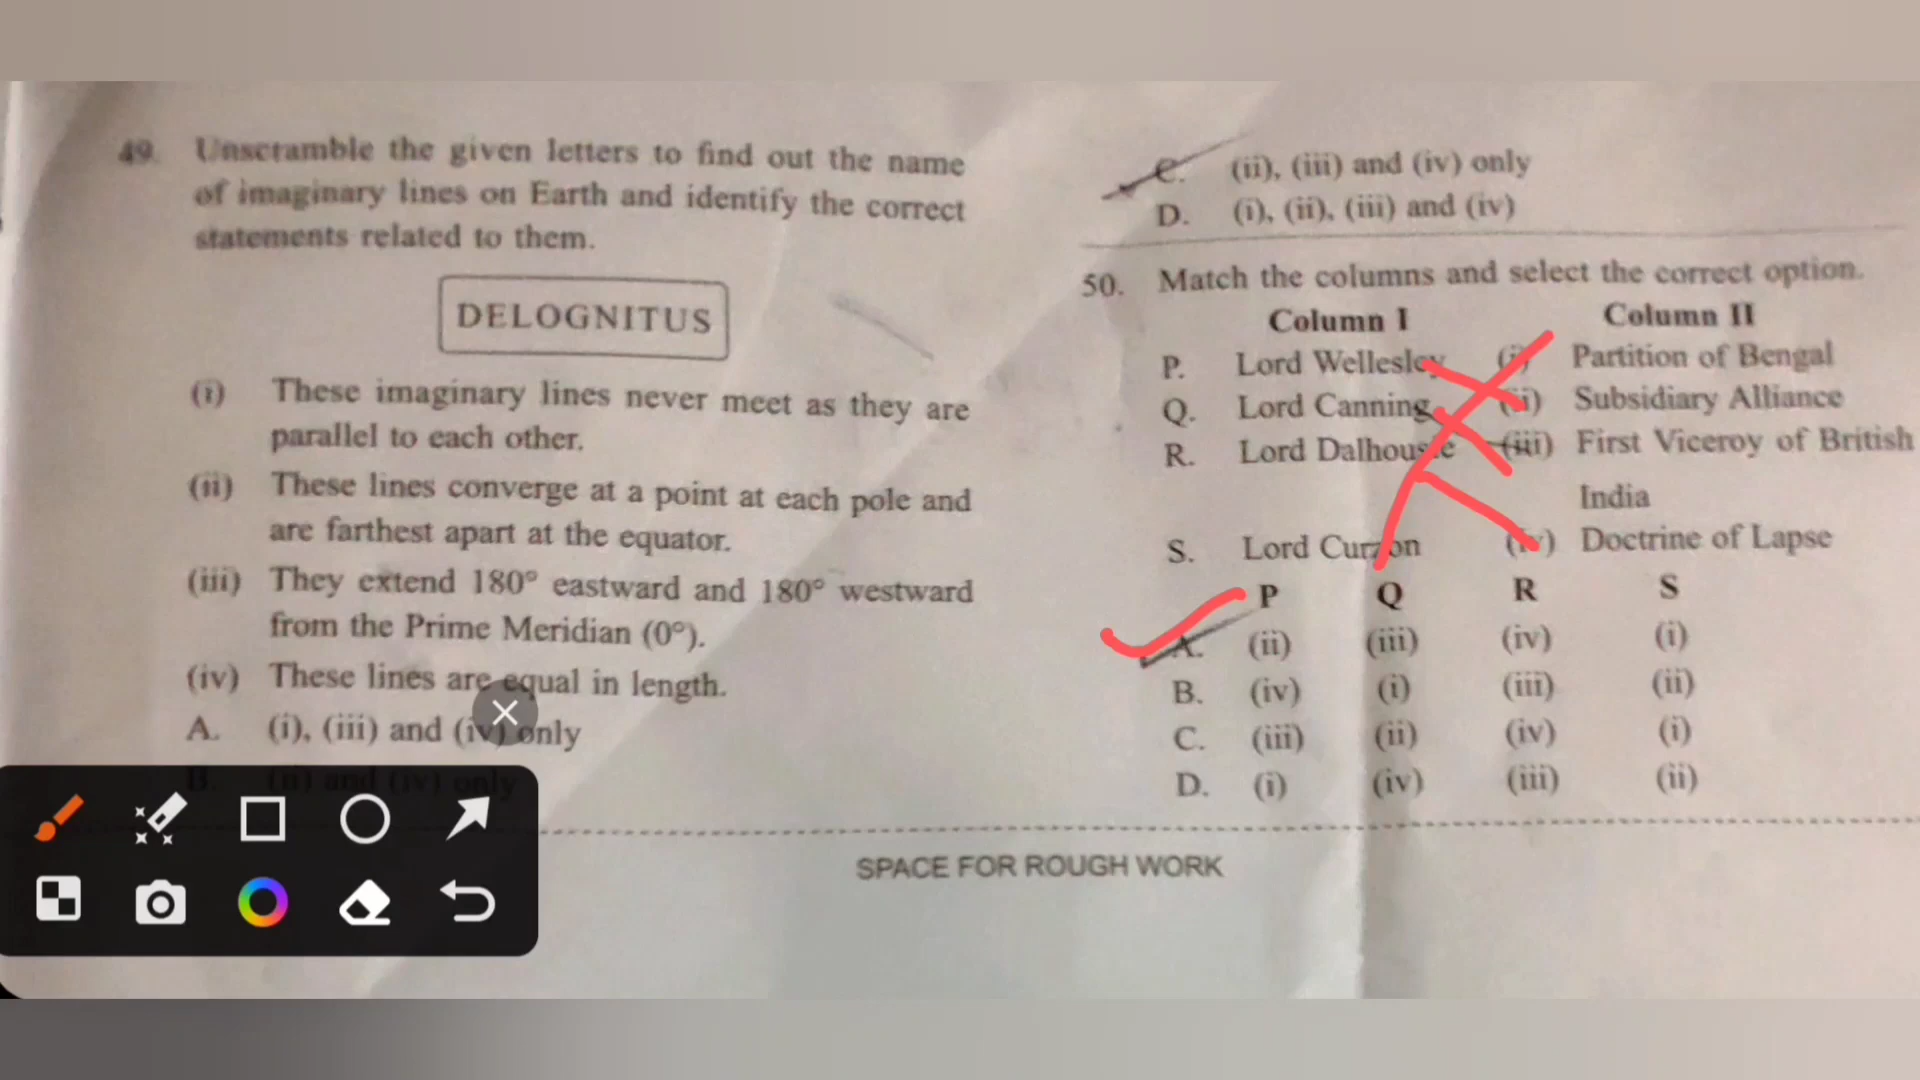 49. Unscramble the given letters to find out the name
of imaginary lines on Earth and identify the correct
statements related to them.
DELOGNITUS
(i) These imaginary lines never meet as they are
parallel to each other.
(ii) These lines converge at a point at each pole and
are farthest apart at the equator.
(iii) They extend 180° eastward and 180° westward
from the Prime Meridian (0°).
(iv) These lines are equal in length.
A. (i), (iii) and (iv) only
B. (ii) and (iv) only
C. (ii), (iii) and (iv) only
D. (i), (ii), (iii) and (iv)
50. Match the columns and select the correct option.
Column I Column II
P. Lord Wellesley (i) Partition of Bengal
Q. Lord Canning (ii) Subsidiary Alliance
R. Lord Dalhousie (iii) First Viceroy of British
India
S. Lord Curzon (iv) Doctrine of Lapse
P Q R S
A. (ii) (iii) (iv) (i)
B. (iv) (i) (iii) (ii)
C. (iii) (ii) (iv) (i)
D. (i) (iv) (iii) (ii)
SPACE FOR ROUGH WORK